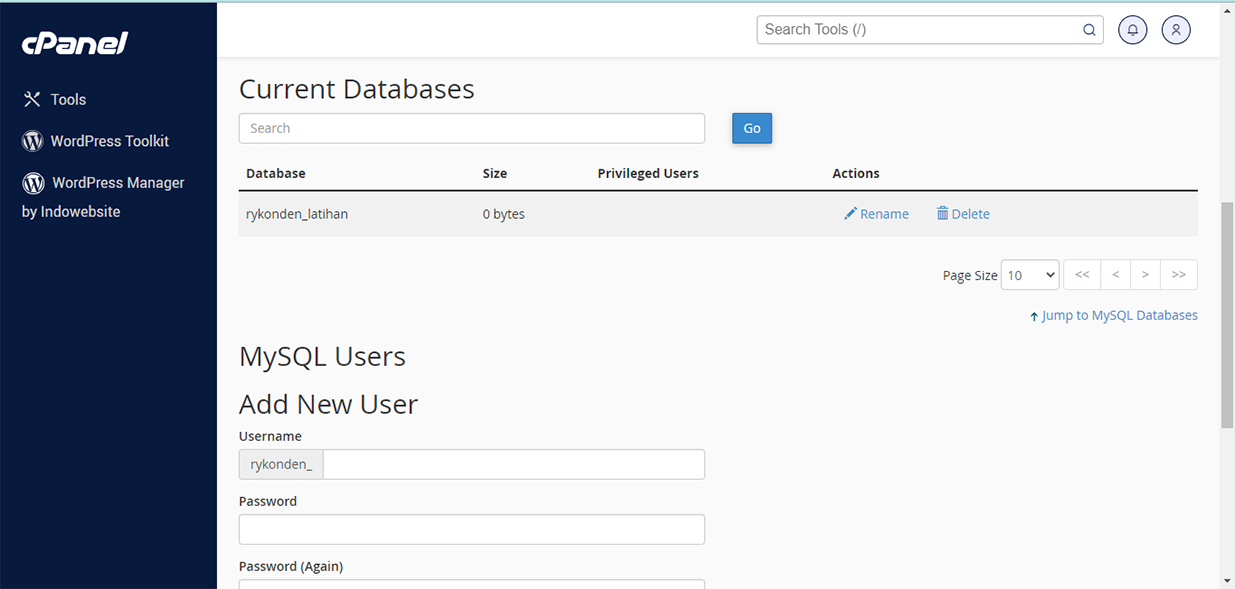 cPanel
Search Tools (/)
Tools
WordPress Toolkit
WordPress Manager
by Indowebsite
Current Databases
Search
Go
Database Size Privileged Users Actions
rykonden_latihan 0 bytes Rename Delete
Page Size 10 << < > >>
Jump to MySQL Databases
MySQL Users
Add New User
Username
rykonden_
Password
Password (Again)